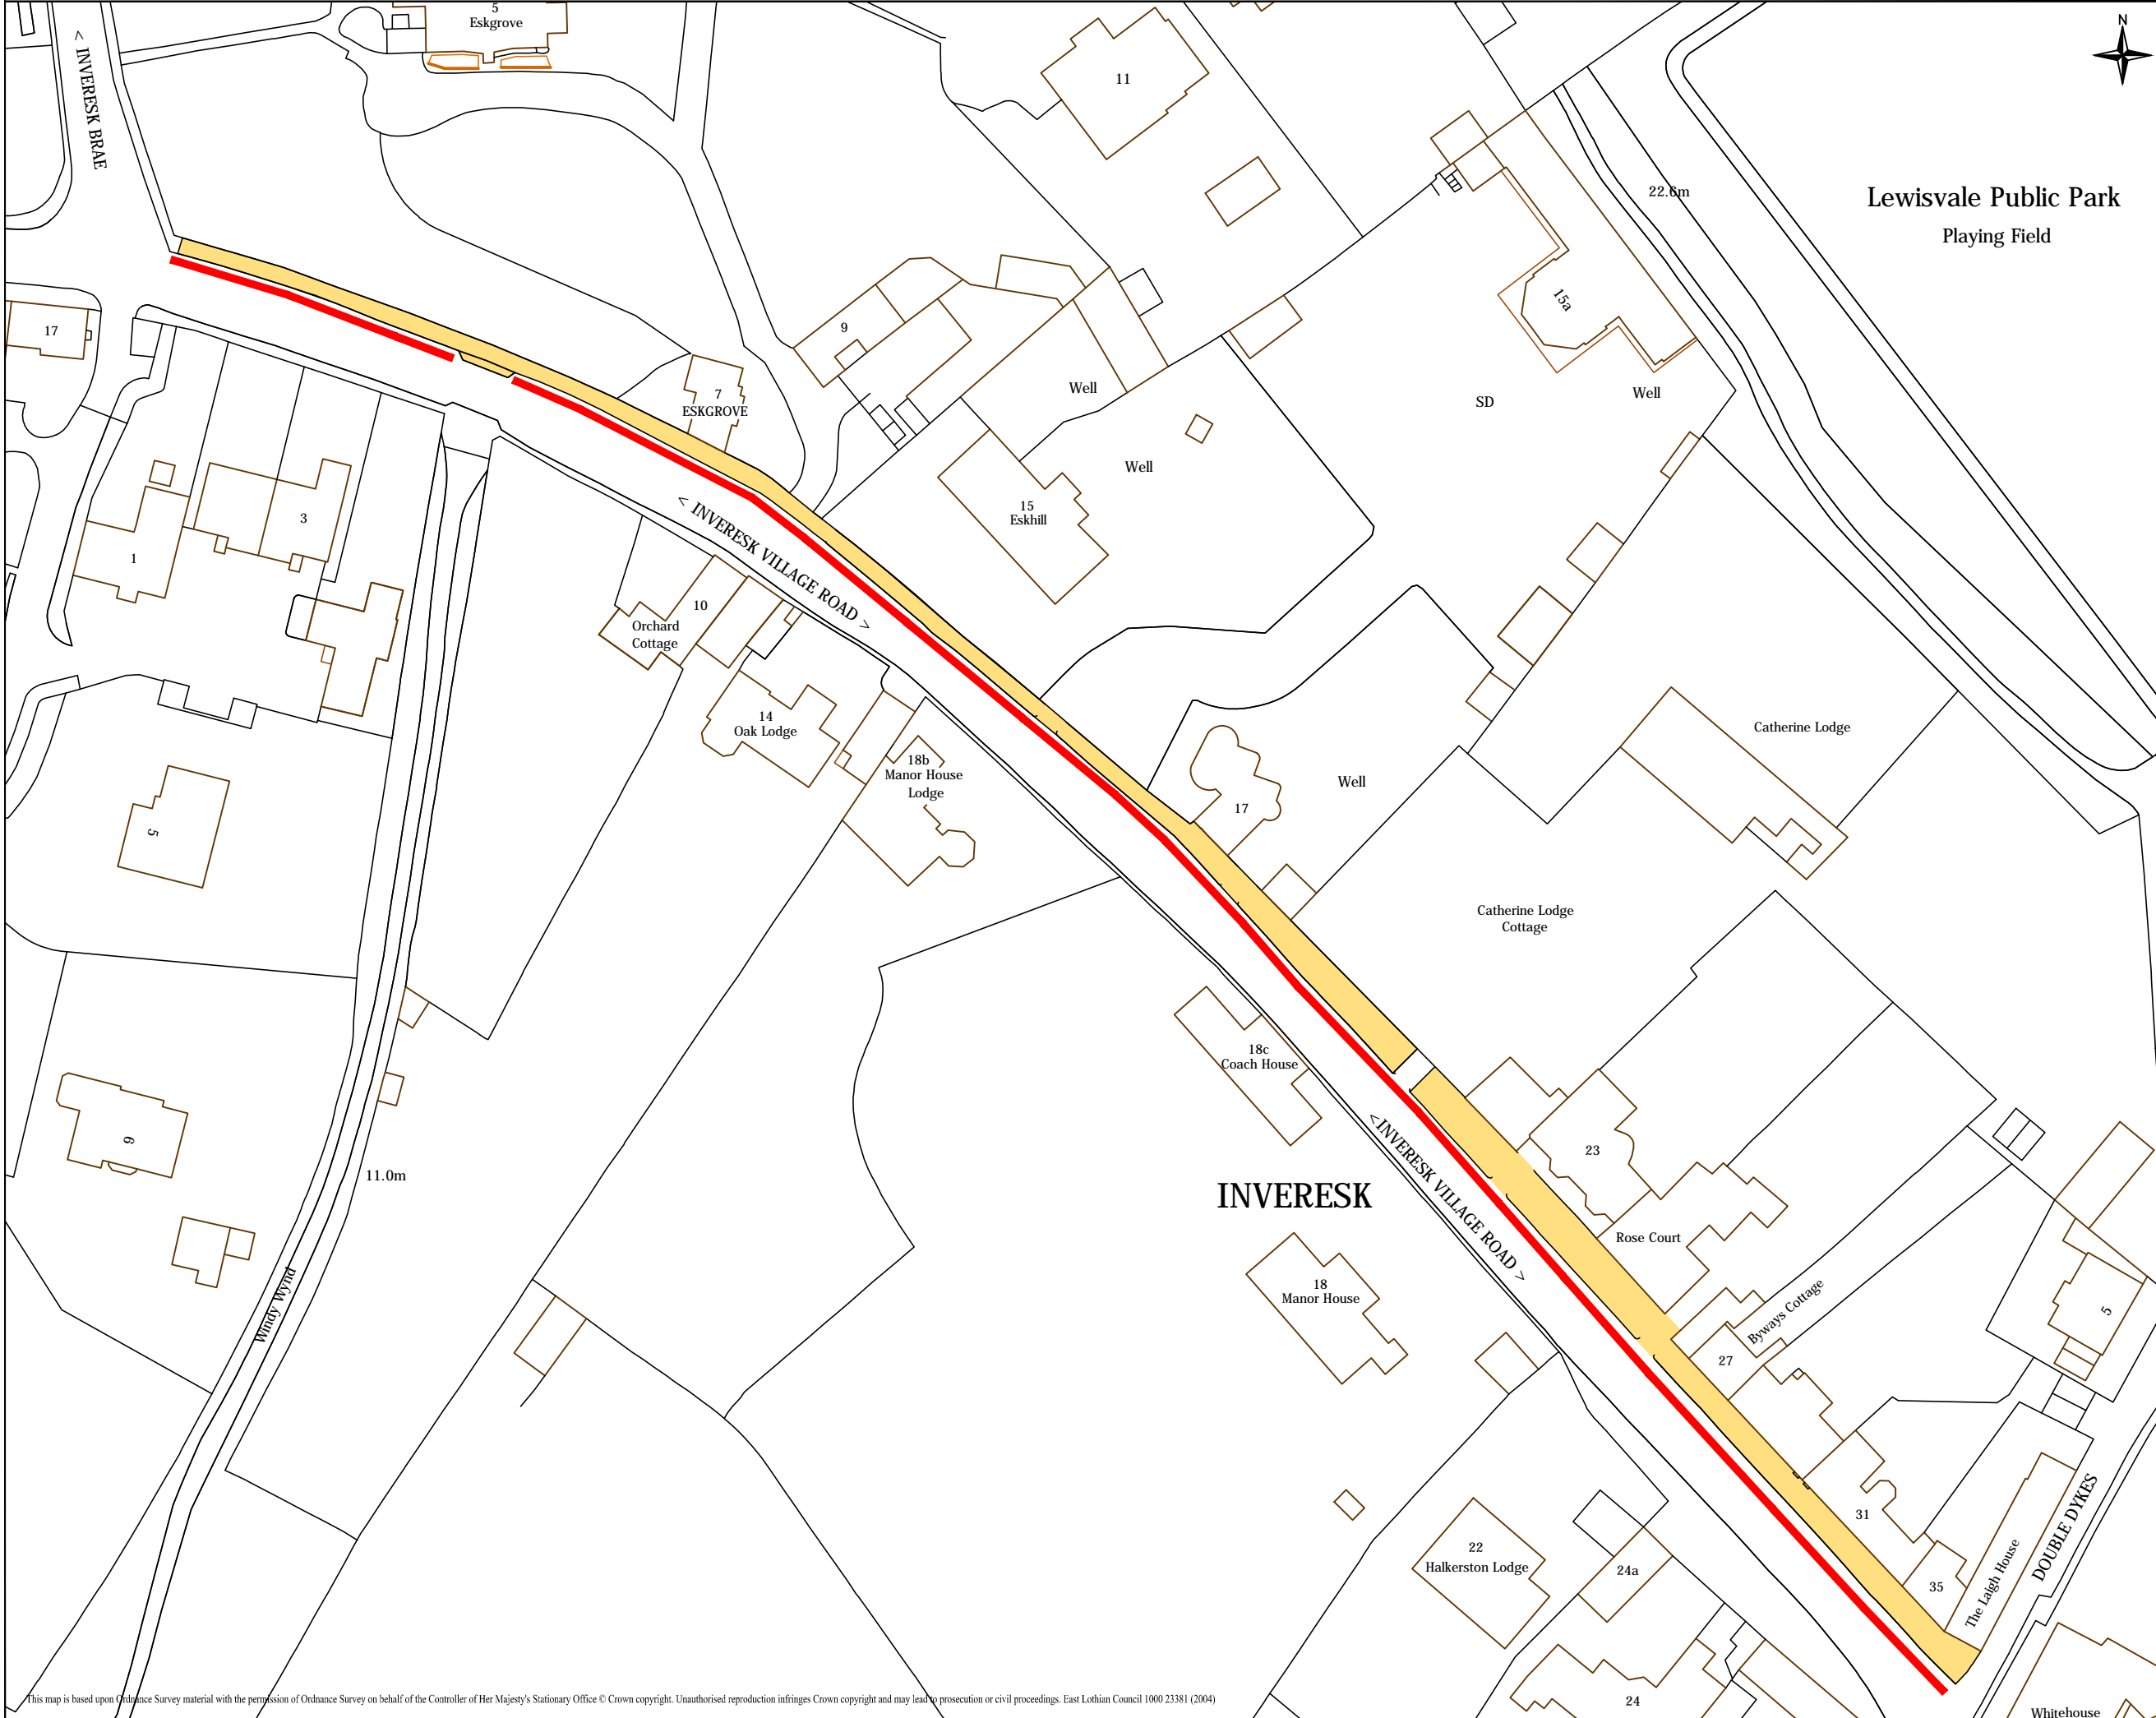 5
Eskgrove
< INVERESK BRAE
N
11
22.6m
Lewisvale Public Park
Playing Field
15a
17
9
7
ESKGROVE
Well
SD
Well
Well
15
Eskhill
3
1
< INVERESK VILLAGE ROAD >
10
Orchard
Cottage
14
Oak Lodge
18b
Manor House
Lodge
17
Well
Catherine Lodge
5
Catherine Lodge
Cottage
18c
Coach House
6
11.0m
<INVERESK VILLAGE ROAD >
23
INVERESK
Rose Court
18
Manor House
Byways Cottage
27
5
Windy Wynd
31
DOUBLE DYKES
22
Halkerston Lodge
24a
35
The Laigh House
24
Whitehouse
This map is based upon Ordnance Survey material with the permission of Ordnance Survey on behalf of the Controller of Her Majesty's Stationary Office © Crown copyright. Unauthorised reproduction infringes Crown copyright and may lead to prosecution or civil proceedings. East Lothian Council 1000 23381 (2004)